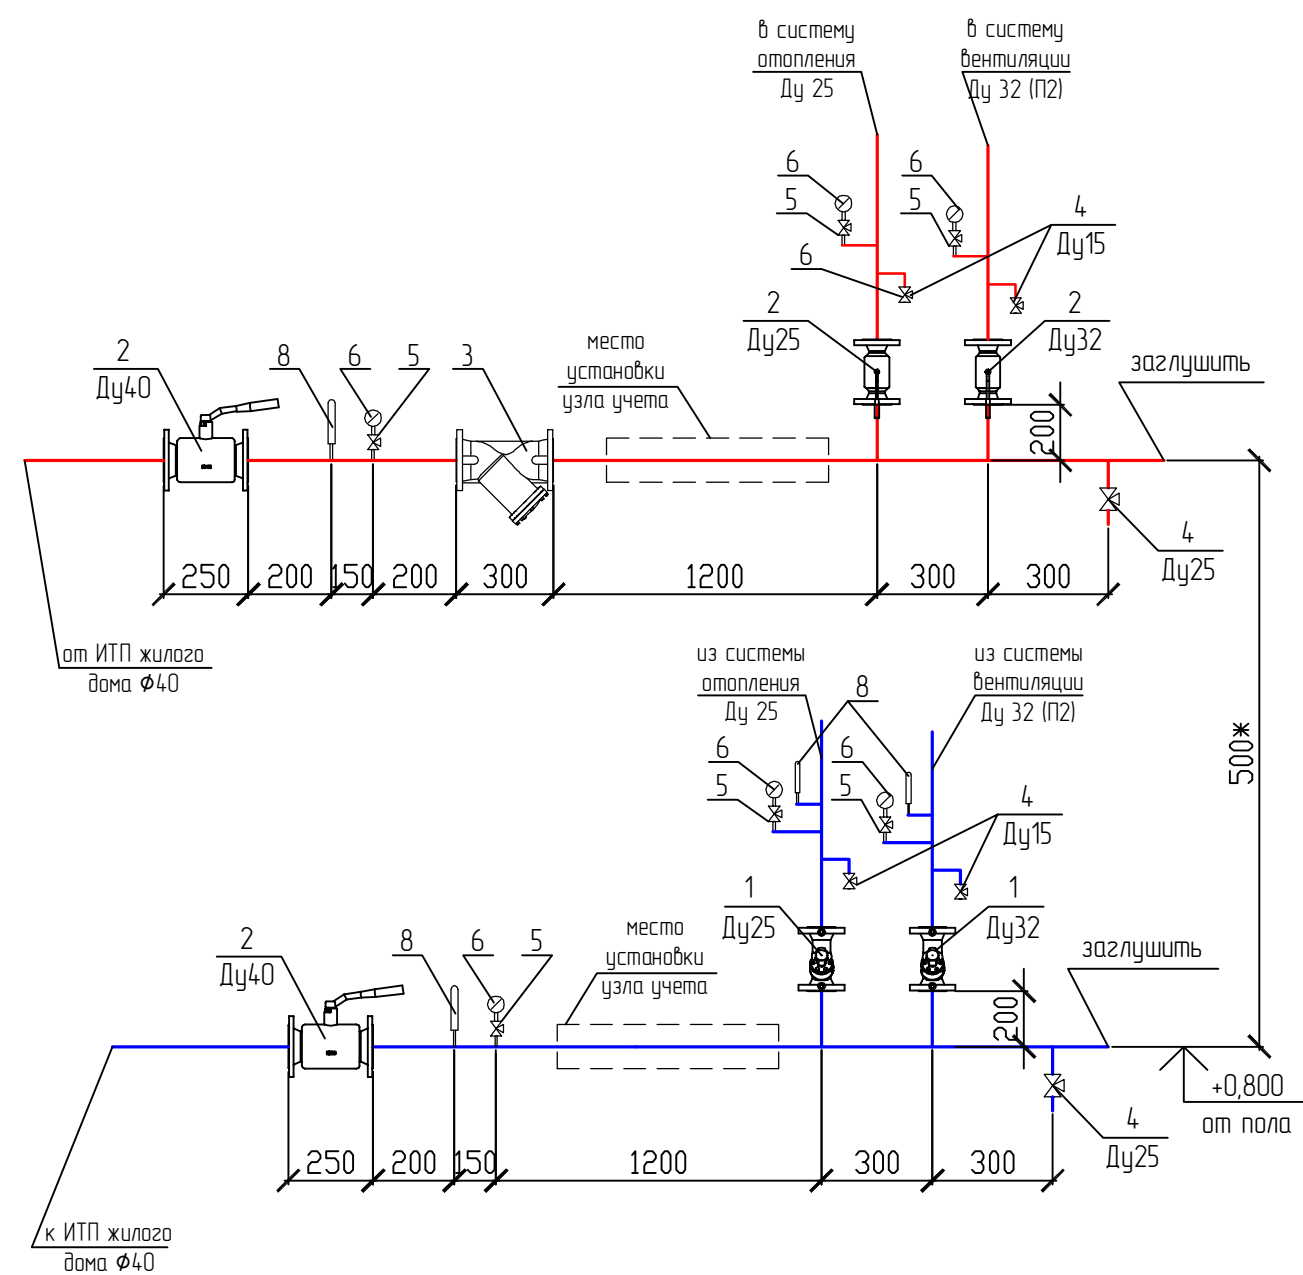 в систему
отопления
Ду 25
в систему
вентиляции
Ду 32 (П2)
6
5
6
5
4
Ду15
6
2
Ду25
2
Ду32
место
установки
узла учета
заглушить
2
Ду40
8
6
5
3
200
4
Ду25
250
200
150
200
300
1200
300
300
от ИТП жилого
дома ф40
из системы
отопления
Ду 25
из системы
вентиляции
Ду 32 (П2)
8
6
5
6
5
4
Ду15
500ж
1
Ду25
1
Ду32
место
установки
узла учета
заглушить
2
Ду40
8
6
5
200
+0,800
от пола
4
Ду25
250
200
150
1200
300
300
к ИТП жилого
дома ф40